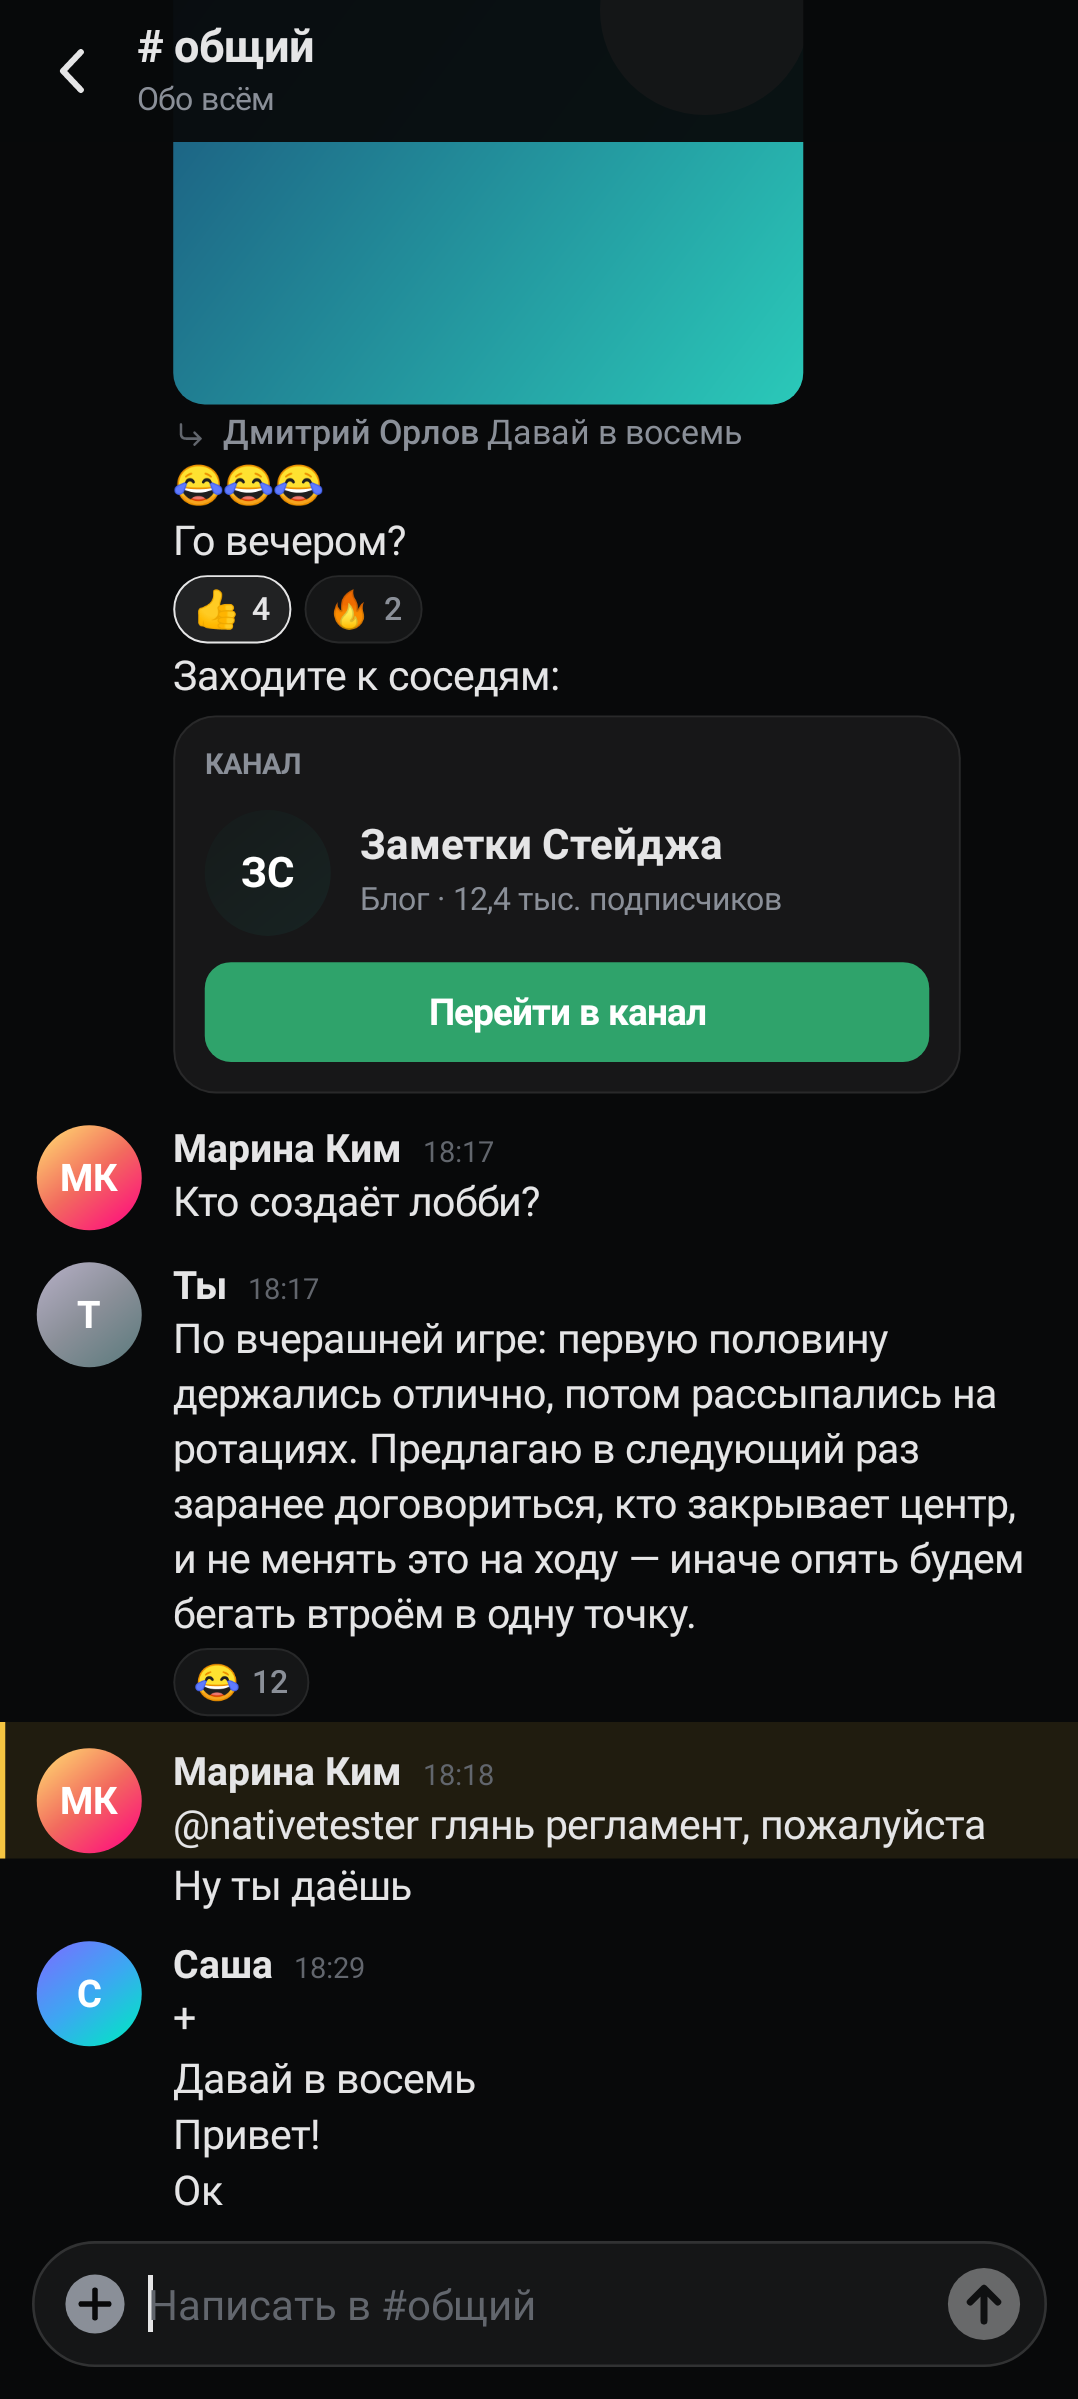 # общий
Обо всём
Дмитрий Орлов Давай в восемь
😂😂😂
Го вечером?
👍 4 🔥 2
Заходите к соседям:
КАНАЛ
ЗС
Заметки Стейджа
Блог · 12,4 тыс. подписчиков
Перейти в канал
МК
Марина Ким 18:17
Кто создаёт лобби?
Т
Ты 18:17
По вчерашней игре: первую половину
держались отлично, потом рассыпались на
ротациях. Предлагаю в следующий раз
заранее договориться, кто закрывает центр,
и не менять это на ходу — иначе опять будем
бегать втроём в одну точку.
😂 12
МК
Марина Ким 18:18
@nativetester глянь регламент, пожалуйста
Ну ты даёшь
С
Саша 18:29
+
Давай в восемь
Привет!
Ок
Написать в #общий